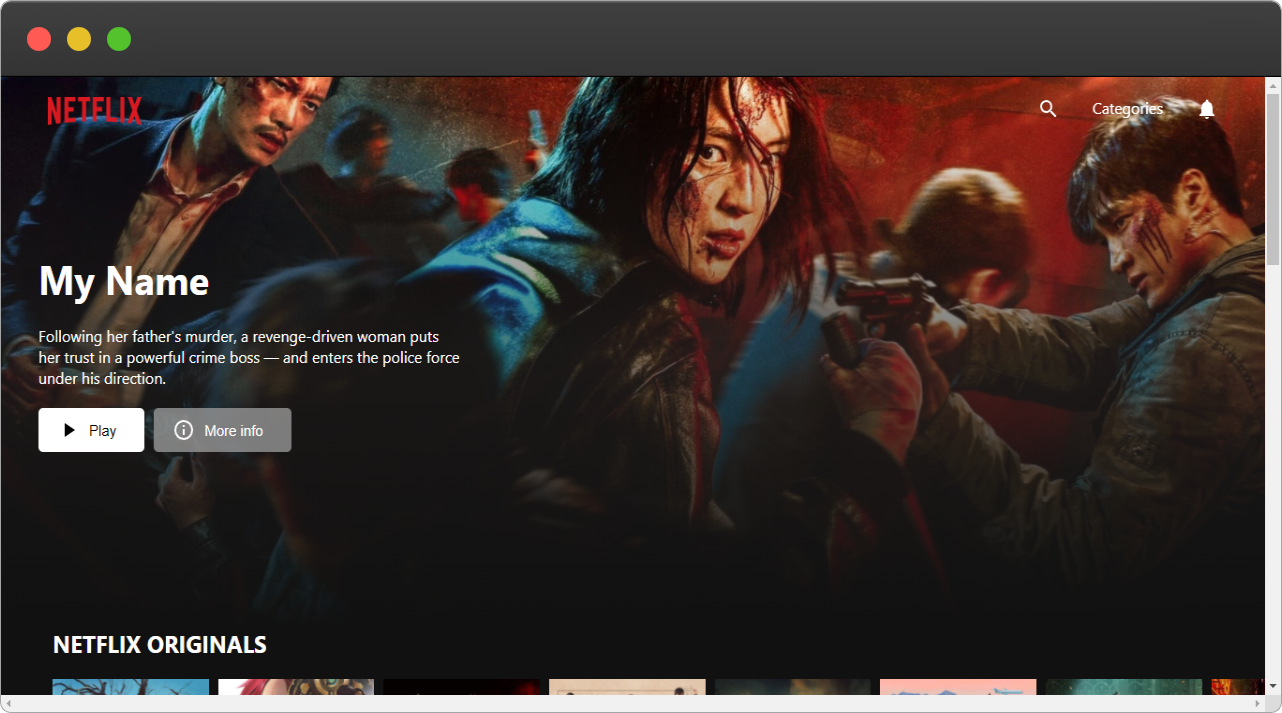 NETFLIX
Categories
My Name
Following her father's murder, a revenge-driven woman puts
her trust in a powerful crime boss — and enters the police force
under his direction.
Play
More info
NETFLIX ORIGINALS